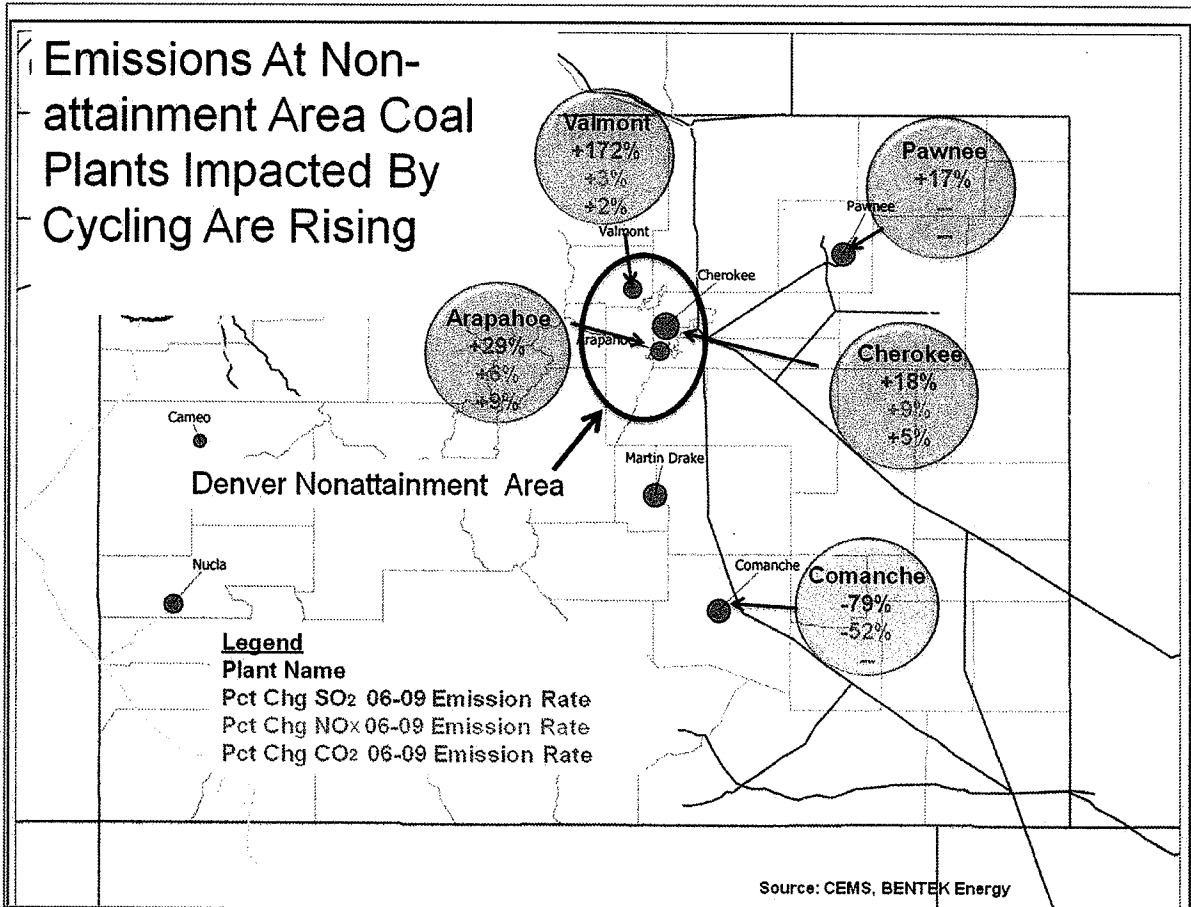 Emissions At Non-
attainment Area Coal
Plants Impacted By
Cycling Are Rising
Valmont
+172%
+3%
+2%
Valmont
Pawnee
+17%
---
---
Pawnee
Cherokee
Arapahoe
+29%
+6%
+9%
Arapahoe
Cherokee
+18%
+9%
+5%
Cameo
Denver Nonattainment Area
Martin Drake
Nucla
Comanche
Comanche
-79%
-52%
---
Legend
Plant Name
Pct Chg SO2 06-09 Emission Rate
Pct Chg NOx 06-09 Emission Rate
Pct Chg CO2 06-09 Emission Rate
Source: CEMS, BENTEK Energy